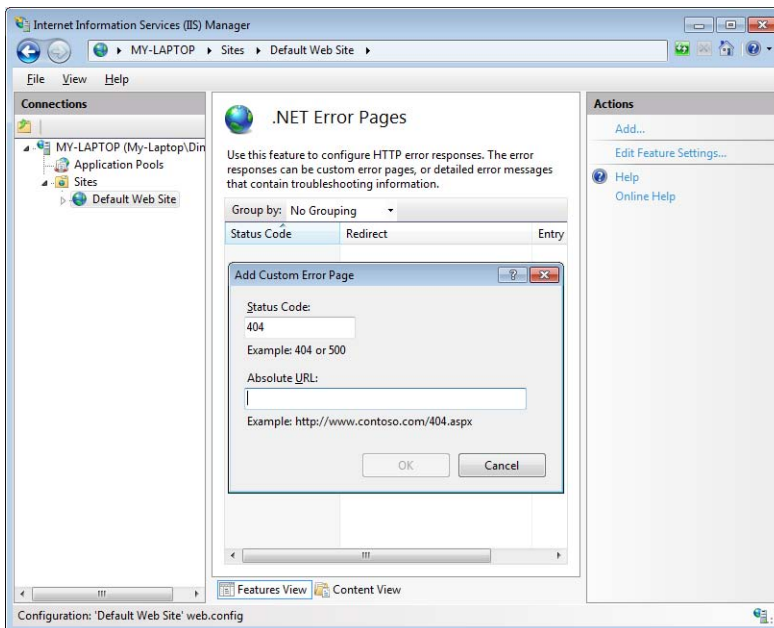 Internet Information Services (IIS) Manager
MY-LAPTOP Sites Default Web Site
File View Help
Connections
MY-LAPTOP (My-Laptop\Din
Application Pools
Sites
Default Web Site
.NET Error Pages
Use this feature to configure HTTP error responses. The error
responses can be custom error pages, or detailed error messages
that contain troubleshooting information.
Group by: No Grouping
Status Code Redirect Entry
Add Custom Error Page
Status Code:
404
Example: 404 or 500
Absolute URL:
Example: http://www.contoso.com/404.aspx
OK Cancel
Features View Content View
Actions
Add...
Edit Feature Settings...
Help
Online Help
Configuration: 'Default Web Site' web.config